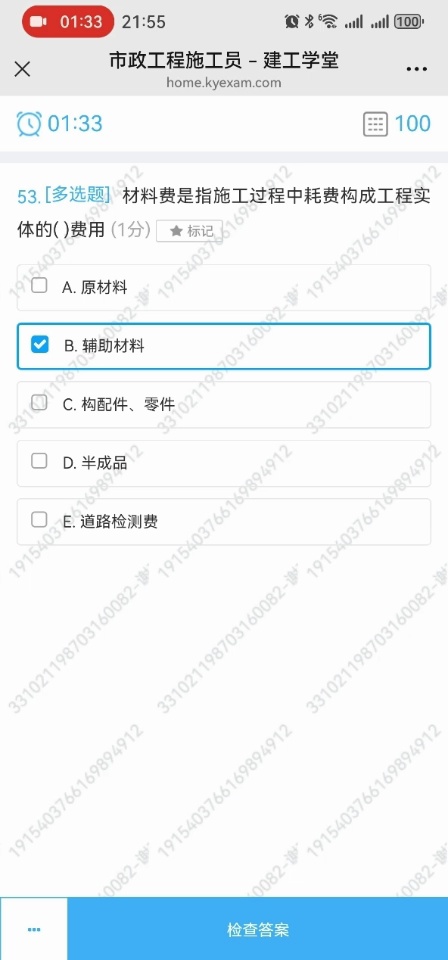 01:33 21:55 100
市政工程施工员 – 建工学堂
home.kyexam.com
01:33 100
53.[多选题] 材料费是指施工过程中耗费构成工程实
体的( )费用 (1分) ★ 标记
A. 原材料
B. 辅助材料
C. 构配件、零件
D. 半成品
E. 道路检测费
检查答案